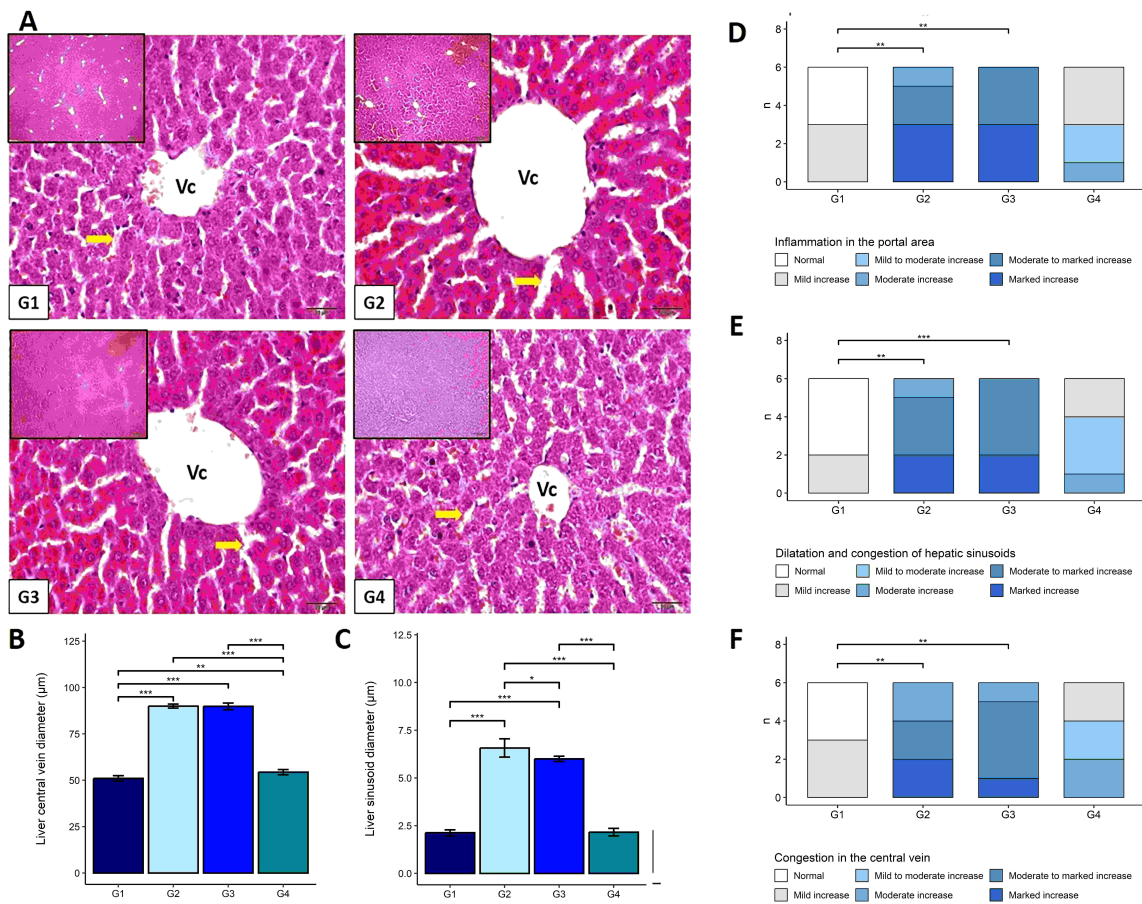 A
Vc
G1
Vc
G2
Vc
G3
Vc
G4
B
Liver central vein diameter (µm)
125
100
75
50
25
0
***
***
**
***
***
G1 G2 G3 G4
C
Liver sinusoid diameter (µm)
12.5
10.0
7.5
5.0
2.5
0.0
***
***
*
***
***
G1 G2 G3 G4
D
n
8
6
4
2
0
**
**
G1 G2 G3 G4
Inflammation in the portal area
Normal Mild to moderate increase Moderate to marked increase
Mild increase Moderate increase Marked increase
E
n
8
6
4
2
0
***
**
G1 G2 G3 G4
Dilatation and congestion of hepatic sinusoids
Normal Mild to moderate increase Moderate to marked increase
Mild increase Moderate increase Marked increase
F
n
8
6
4
2
0
**
**
G1 G2 G3 G4
Congestion in the central vein
Normal Mild to moderate increase Moderate to marked increase
Mild increase Moderate increase Marked increase